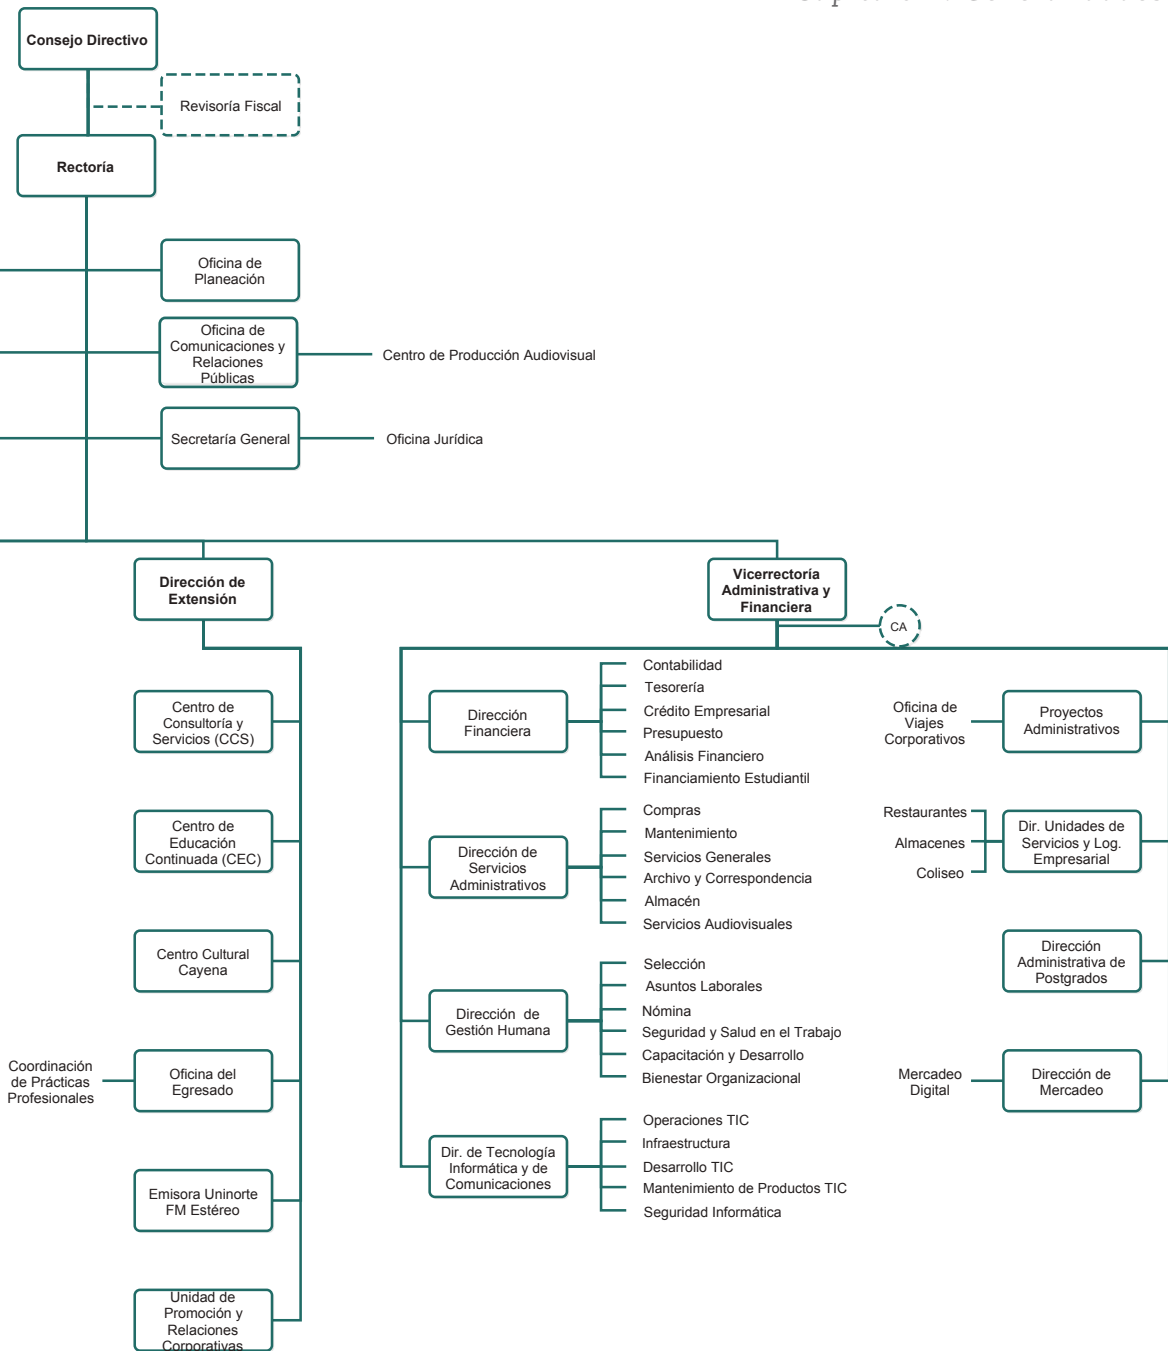 Consejo Directivo
Revisoría Fiscal
Rectoría
Oficina de
Planeación
Oficina de
Comunicaciones y
Relaciones
Públicas
Centro de Producción Audiovisual
Secretaría General
Oficina Jurídica
Dirección de
Extensión
Vicerrectoría
Administrativa y
Financiera
CA
Centro de
Consultoría y
Servicios (CCS)
Centro de
Educación
Continuada (CEC)
Centro Cultural
Cayena
Coordinación
de Prácticas
Profesionales
Oficina del
Egresado
Emisora Uninorte
FM Estéreo
Unidad de
Promoción y
Relaciones
Corporativas
Dirección
Financiera
Contabilidad
Tesorería
Crédito Empresarial
Presupuesto
Análisis Financiero
Financiamiento Estudiantil
Dirección de
Servicios
Administrativos
Compras
Mantenimiento
Servicios Generales
Archivo y Correspondencia
Almacén
Servicios Audiovisuales
Dirección de
Gestión Humana
Selección
Asuntos Laborales
Nómina
Seguridad y Salud en el Trabajo
Capacitación y Desarrollo
Bienestar Organizacional
Dir. de Tecnología
Informática y de
Comunicaciones
Operaciones TIC
Infraestructura
Desarrollo TIC
Mantenimiento de Productos TIC
Seguridad Informática
Oficina de
Viajes
Corporativos
Proyectos
Administrativos
Restaurantes
Almacenes
Coliseo
Dir. Unidades de
Servicios y Log.
Empresarial
Dirección
Administrativa de
Postgrados
Mercadeo
Digital
Dirección de
Mercadeo